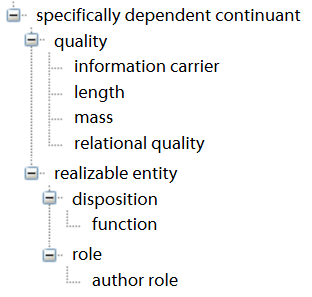 specifically dependent continuant
quality
information carrier
length
mass
relational quality
realizable entity
disposition
function
role
author role